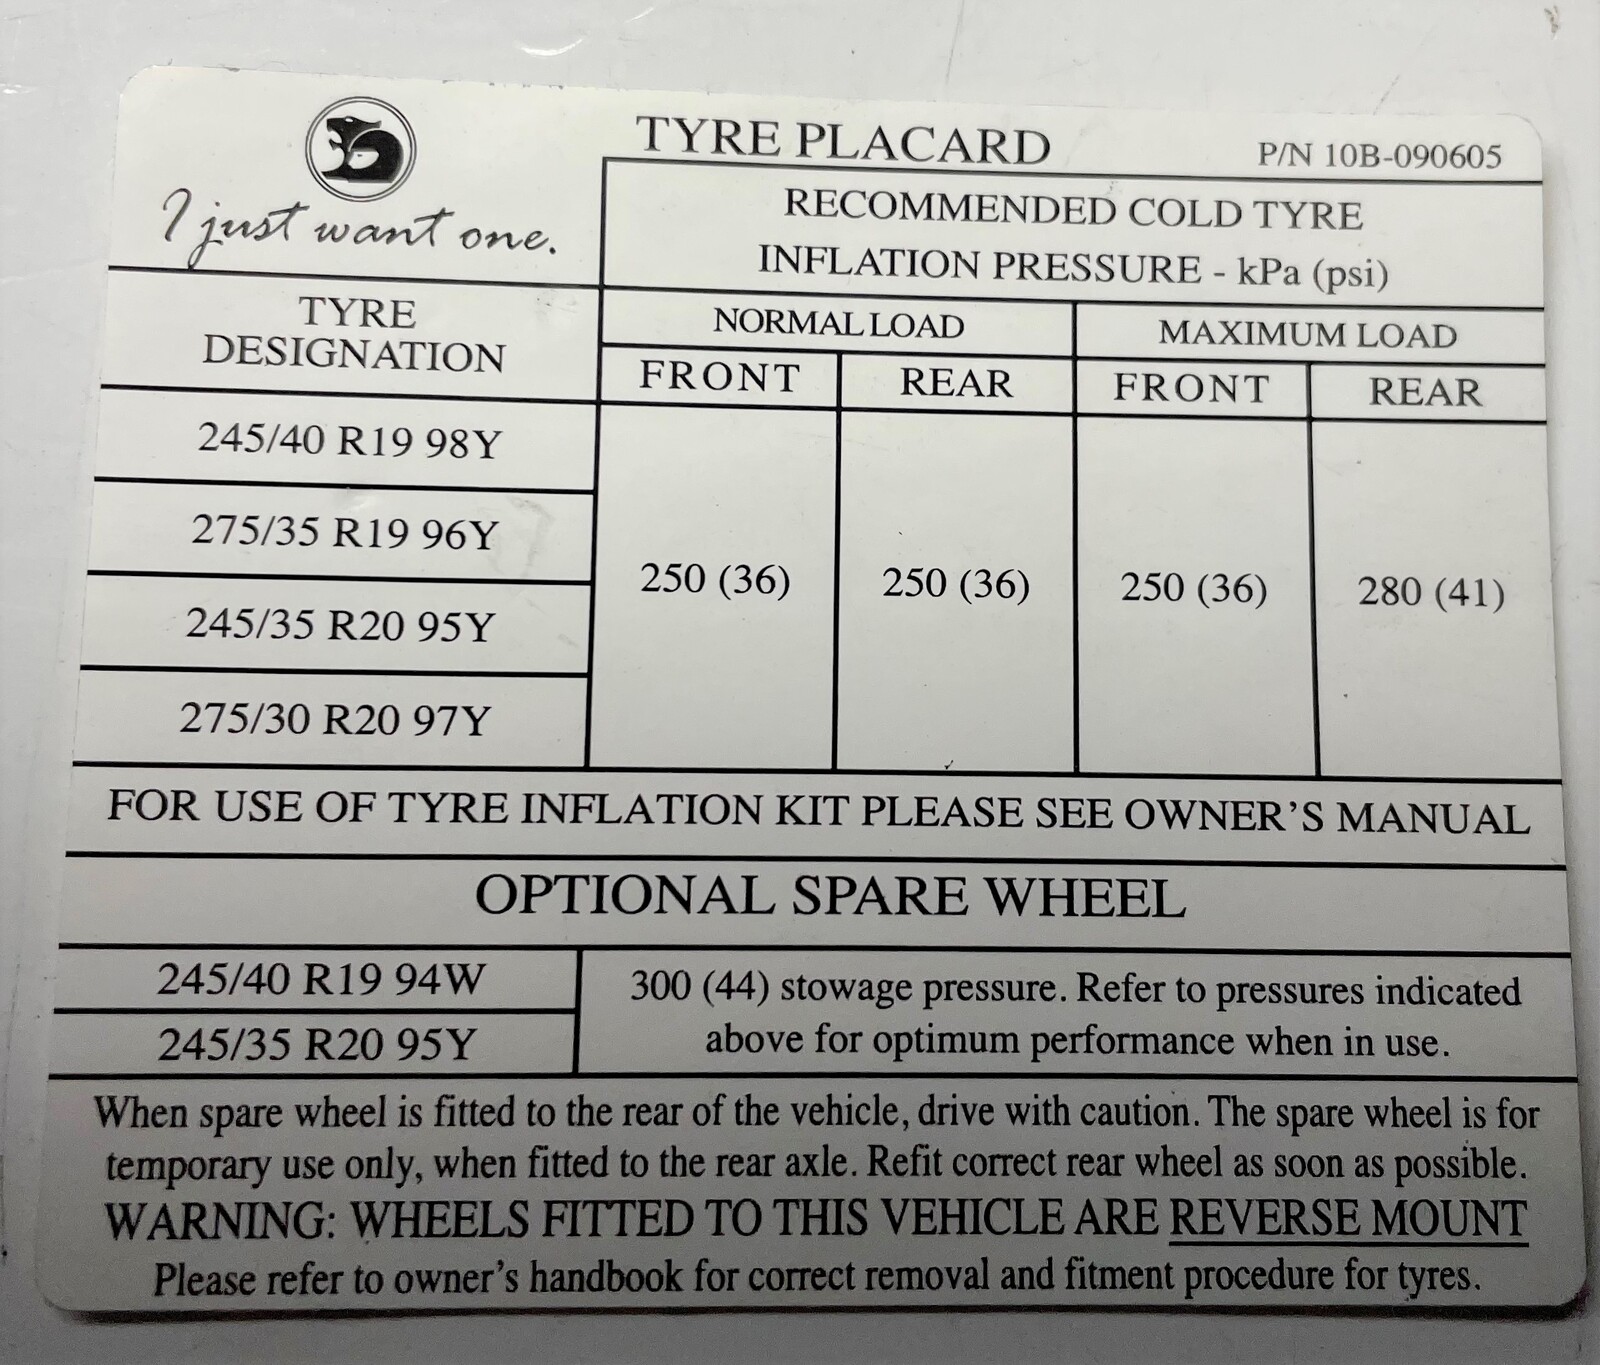 TYRE PLACARD
P/N 10B-090605
I just want one.
RECOMMENDED COLD TYRE
INFLATION PRESSURE - kPa (psi)
TYRE
DESIGNATION
NORMAL LOAD
MAXIMUM LOAD
FRONT
REAR
FRONT
REAR
245/40 R19 98Y
275/35 R19 96Y
245/35 R20 95Y
275/30 R20 97Y
250 (36)
250 (36)
250 (36)
280 (41)
FOR USE OF TYRE INFLATION KIT PLEASE SEE OWNER'S MANUAL
OPTIONAL SPARE WHEEL
245/40 R19 94W
245/35 R20 95Y
300 (44) stowage pressure. Refer to pressures indicated
above for optimum performance when in use.
When spare wheel is fitted to the rear of the vehicle, drive with caution. The spare wheel is for
temporary use only, when fitted to the rear axle. Refit correct rear wheel as soon as possible.
WARNING: WHEELS FITTED TO THIS VEHICLE ARE REVERSE MOUNT
Please refer to owner's handbook for correct removal and fitment procedure for tyres.